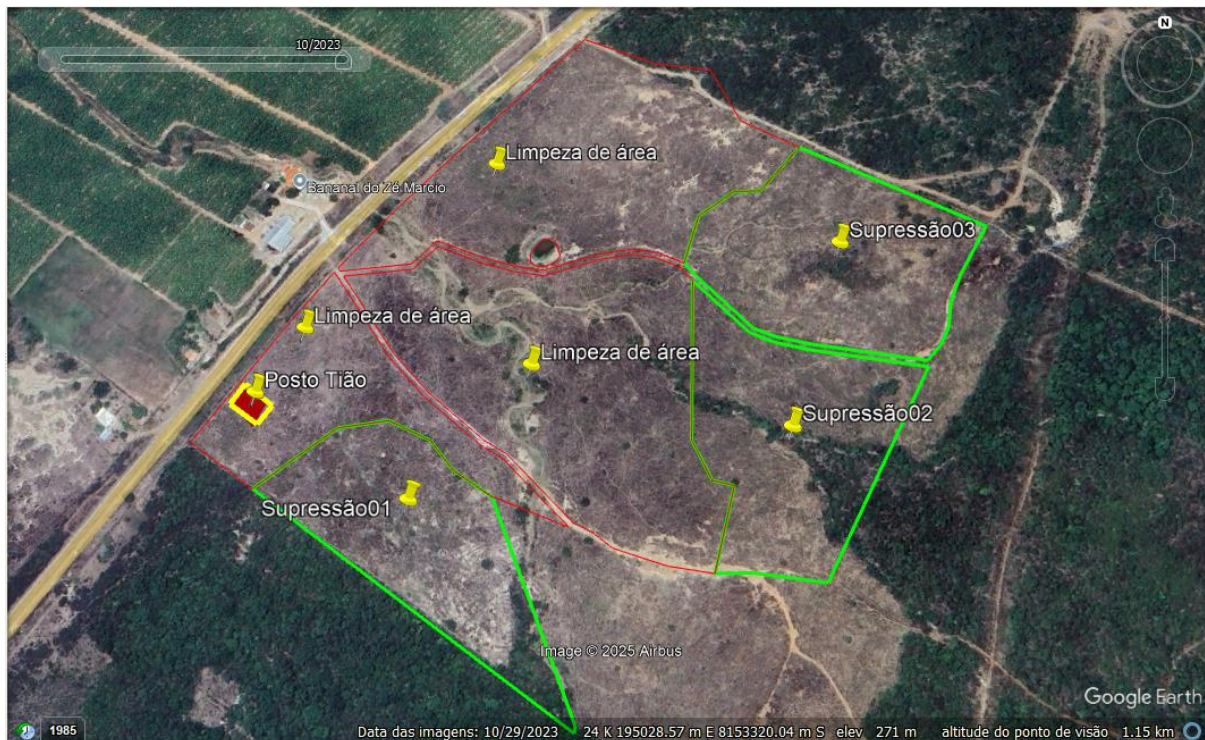 10/2023
N
Limpeza de área
Bananal do Zé Marcio
Supressão03
Limpeza de área
Limpeza de área
Posto Tião
Supressão02
Supressão01
Image © 2025 Airbus
Google Earth
1985
Data das imagens: 10/29/2023 24 K 195028.57 m E 8153320.04 m S elev 271 m altitude do ponto de visão 1.15 km